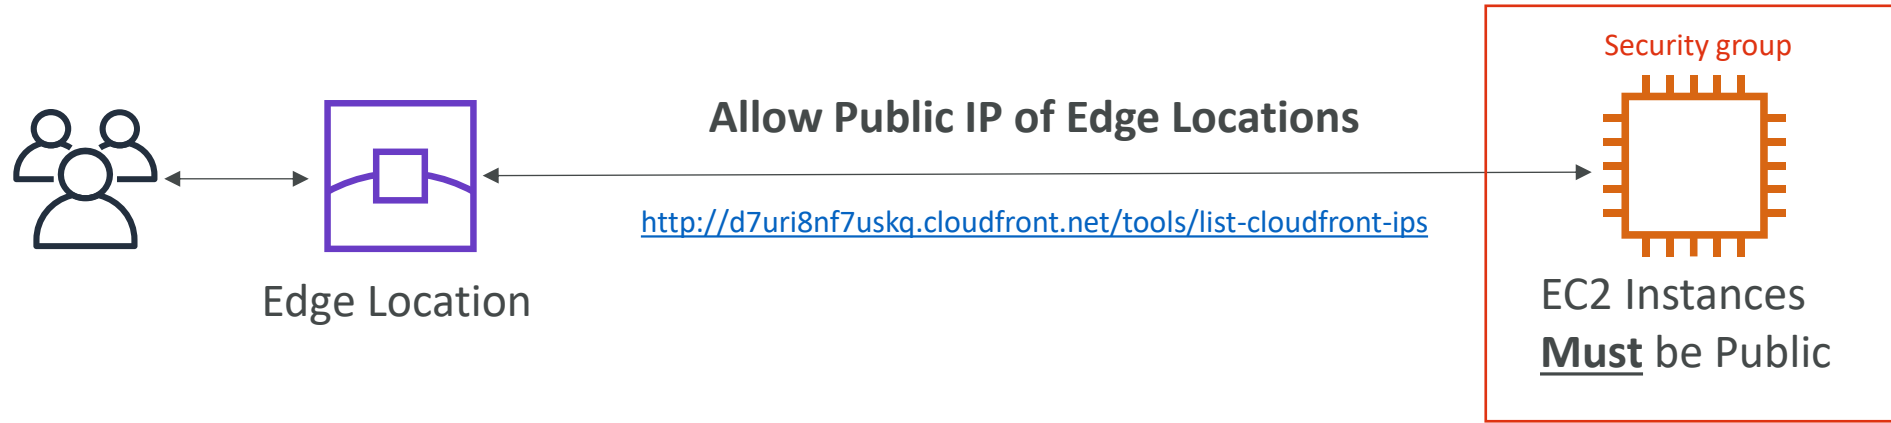 Security group
Allow Public IP of Edge Locations
http://d7uri8nf7uskq.cloudfront.net/tools/list-cloudfront-ips
Edge Location
EC2 Instances
Must be Public